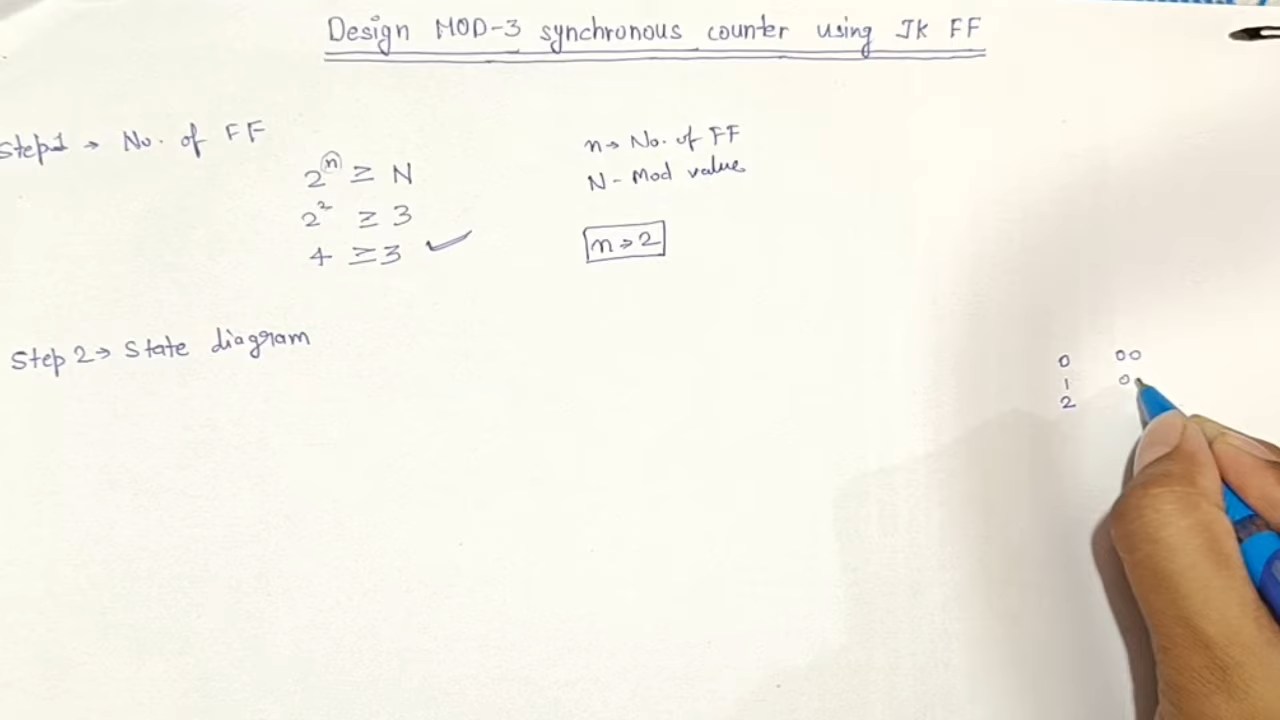 Design MOD-3 synchronous counter using JK FF
Step1 → No. of FF
2^n ≥ N
2^2 ≥ 3
4 ≥ 3 ✓
n → No. of FF
N - Mod value
n → 2
Step 2 → State diagram
0 00
1 0
2